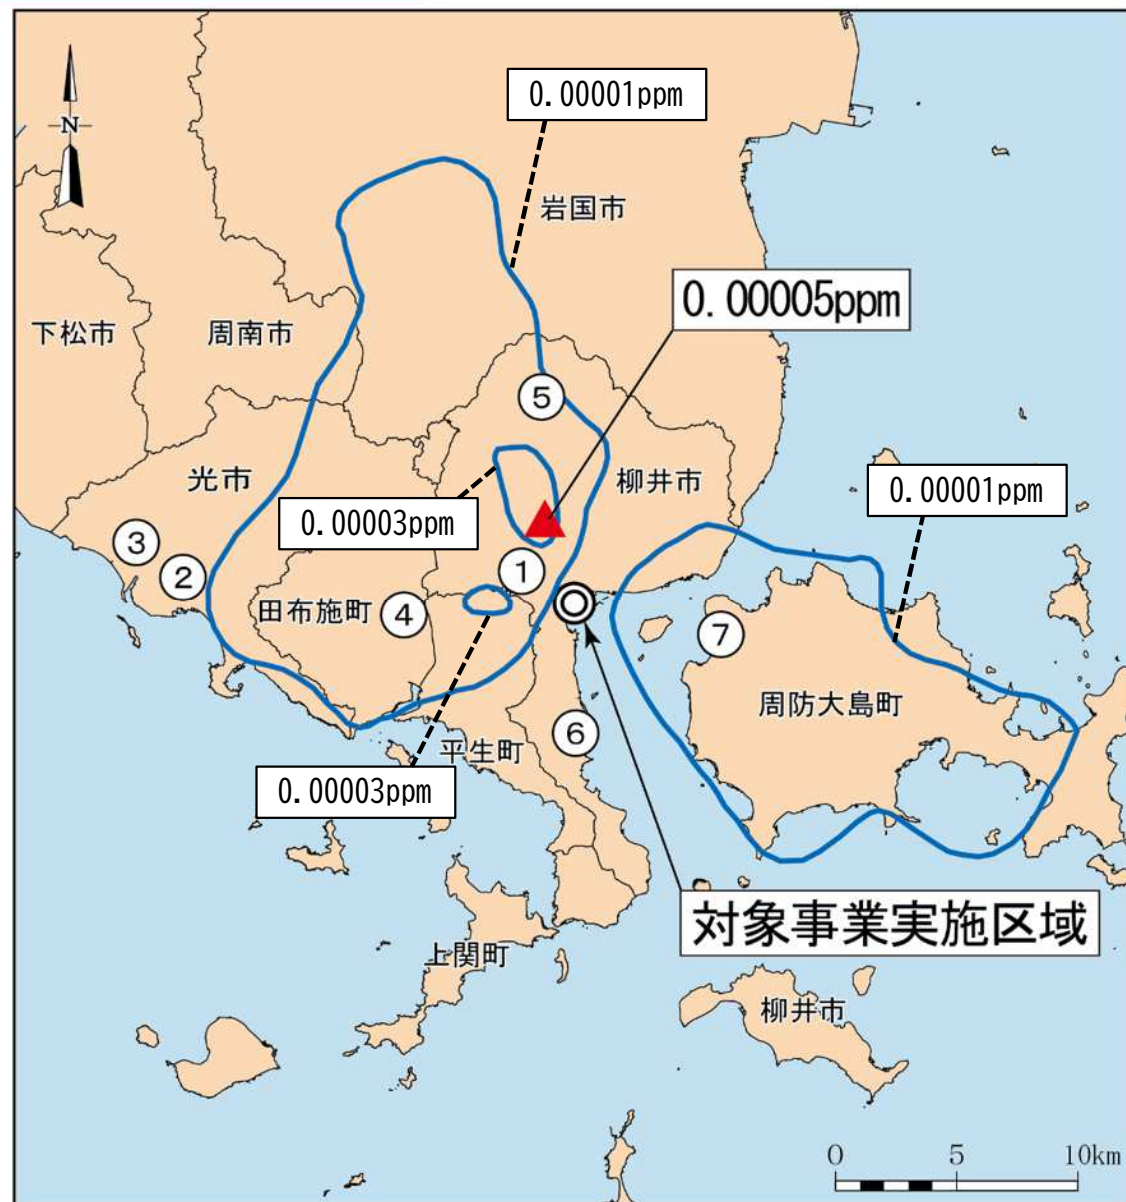 0.00001ppm
N
岩国市
0.00005ppm
下松市
周南市
⑤
光市
柳井市
0.00001ppm
0.00003ppm
③
②
①
田布施町
④
⑦
周防大島町
⑥
平生町
0.00003ppm
対象事業実施区域
上関町
柳井市
0 5 10km